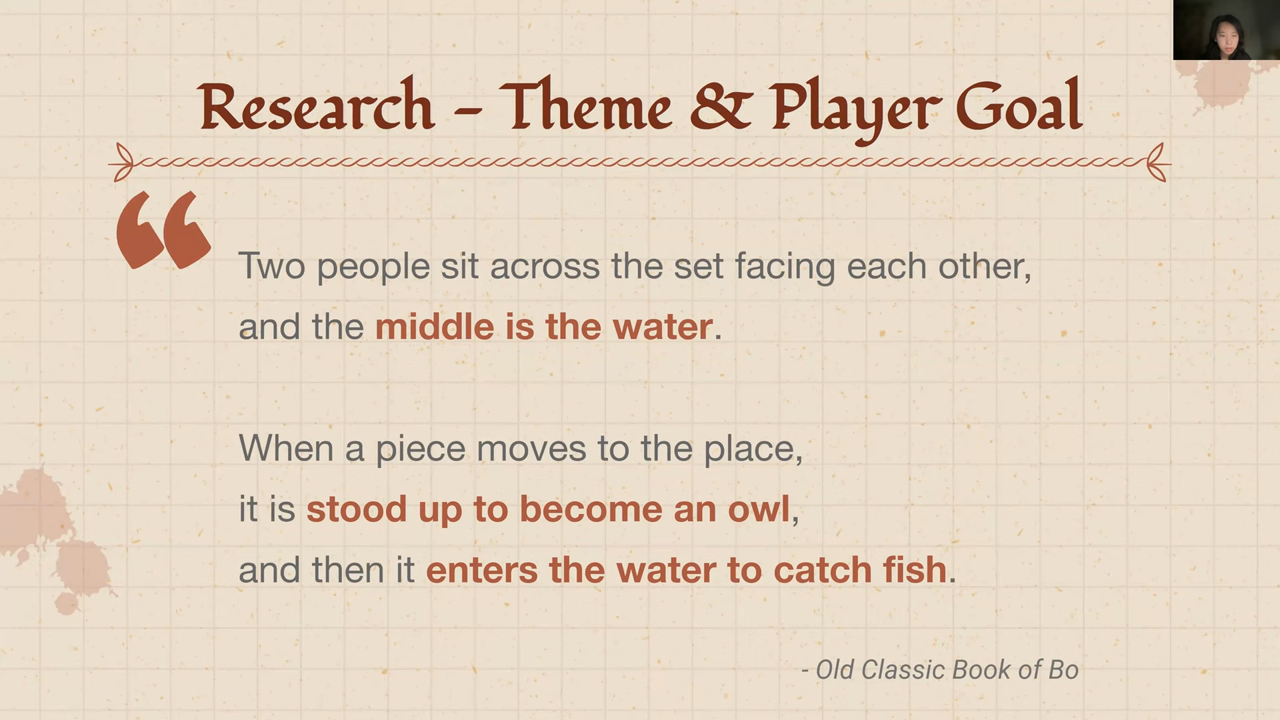 Research - Theme & Player Goal
“
Two people sit across the set facing each other,
and the middle is the water.
When a piece moves to the place,
it is stood up to become an owl,
and then it enters the water to catch fish.
- Old Classic Book of Bo